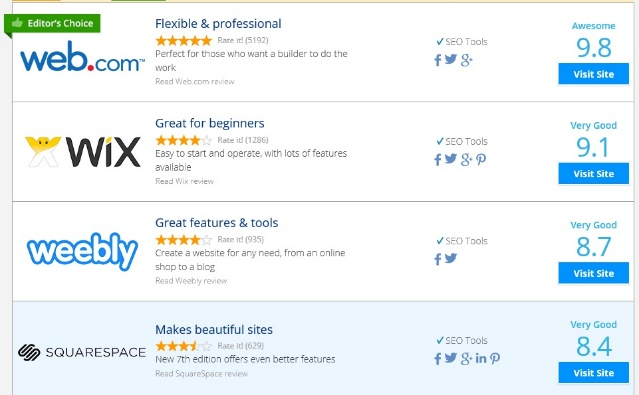 Editor's Choice
web.com™
Flexible & professional
Rate it! (5192)
Perfect for those who want a builder to do the
work
Read Web.com review
SEO Tools
Awesome
9.8
Visit Site
WiX
Great for beginners
Rate it! (1286)
Easy to start and operate, with lots of features
available
Read Wix review
SEO Tools
Very Good
9.1
Visit Site
weebly
Great features & tools
Rate it! (935)
Create a website for any need, from an online
shop to a blog
Read Weebly review
SEO Tools
Very Good
8.7
Visit Site
SQUARESPACE
Makes beautiful sites
Rate it! (629)
New 7th edition offers even better features
Read SquareSpace review
SEO Tools
Very Good
8.4
Visit Site